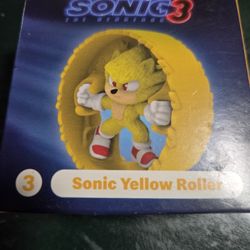 SONIC 3
THE HEDGEHOG
3 Sonic Yellow Roller